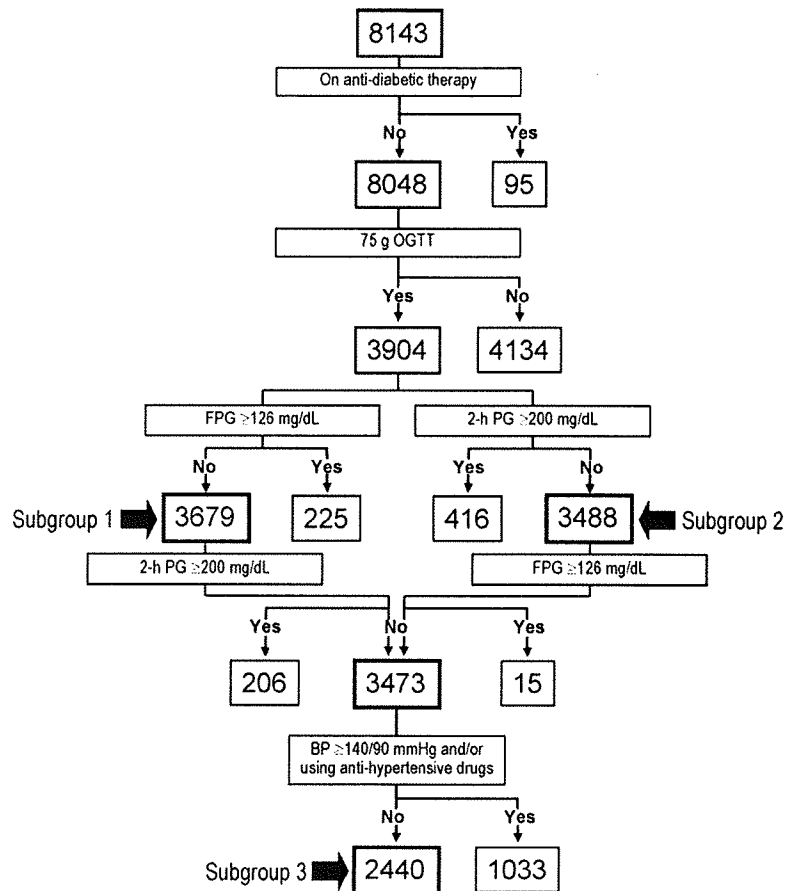 8143
On anti-diabetic therapy
No
Yes
8048
95
75 g OGTT
Yes
No
3904
4134
FPG ≥126 mg/dL
2-h PG ≥200 mg/dL
No
Yes
Yes
No
Subgroup 1
3679
225
416
3488
Subgroup 2
2-h PG ≥200 mg/dL
FPG ≥126 mg/dL
Yes
No
Yes
206
3473
15
BP ≥140/90 mmHg and/or
using anti-hypertensive drugs
No
Yes
Subgroup 3
2440
1033